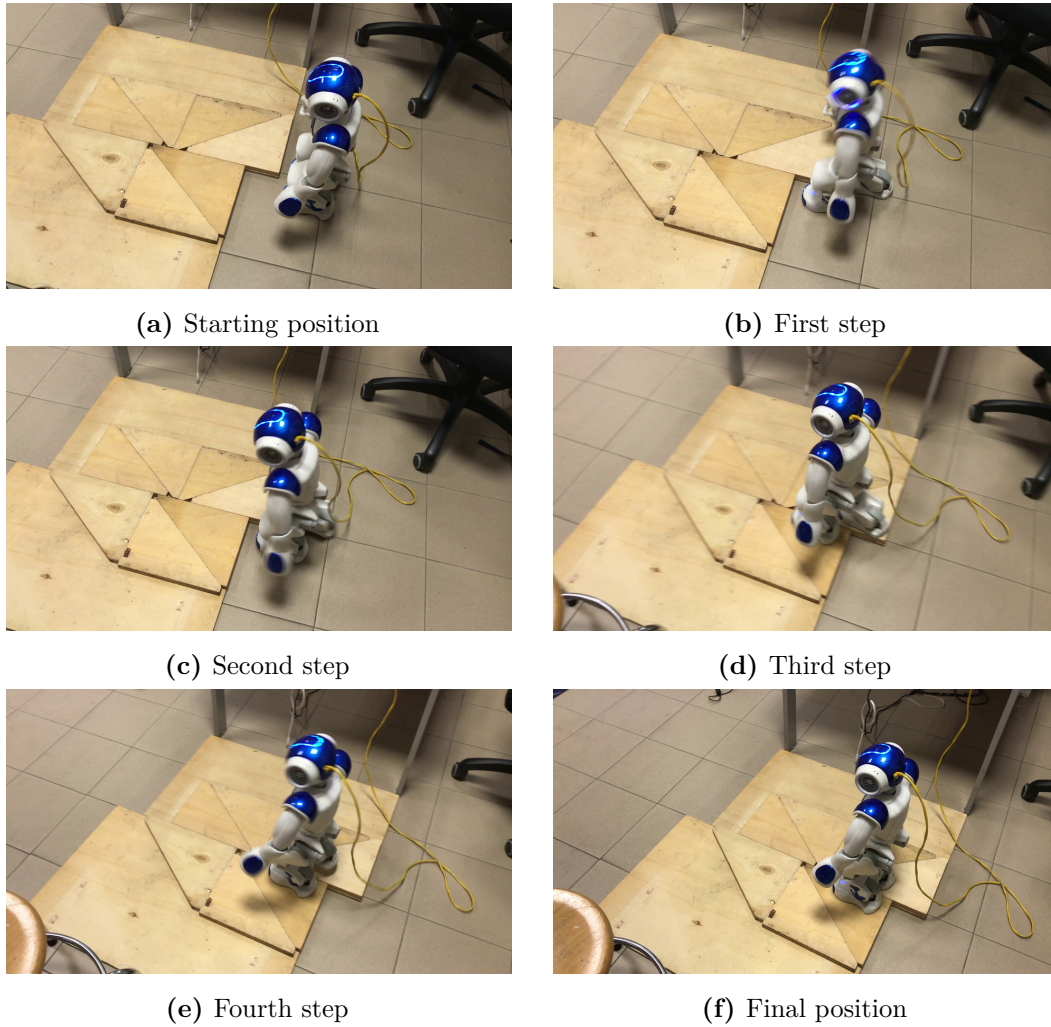 (a) Starting position
(b) First step
(c) Second step
(d) Third step
(e) Fourth step
(f) Final position